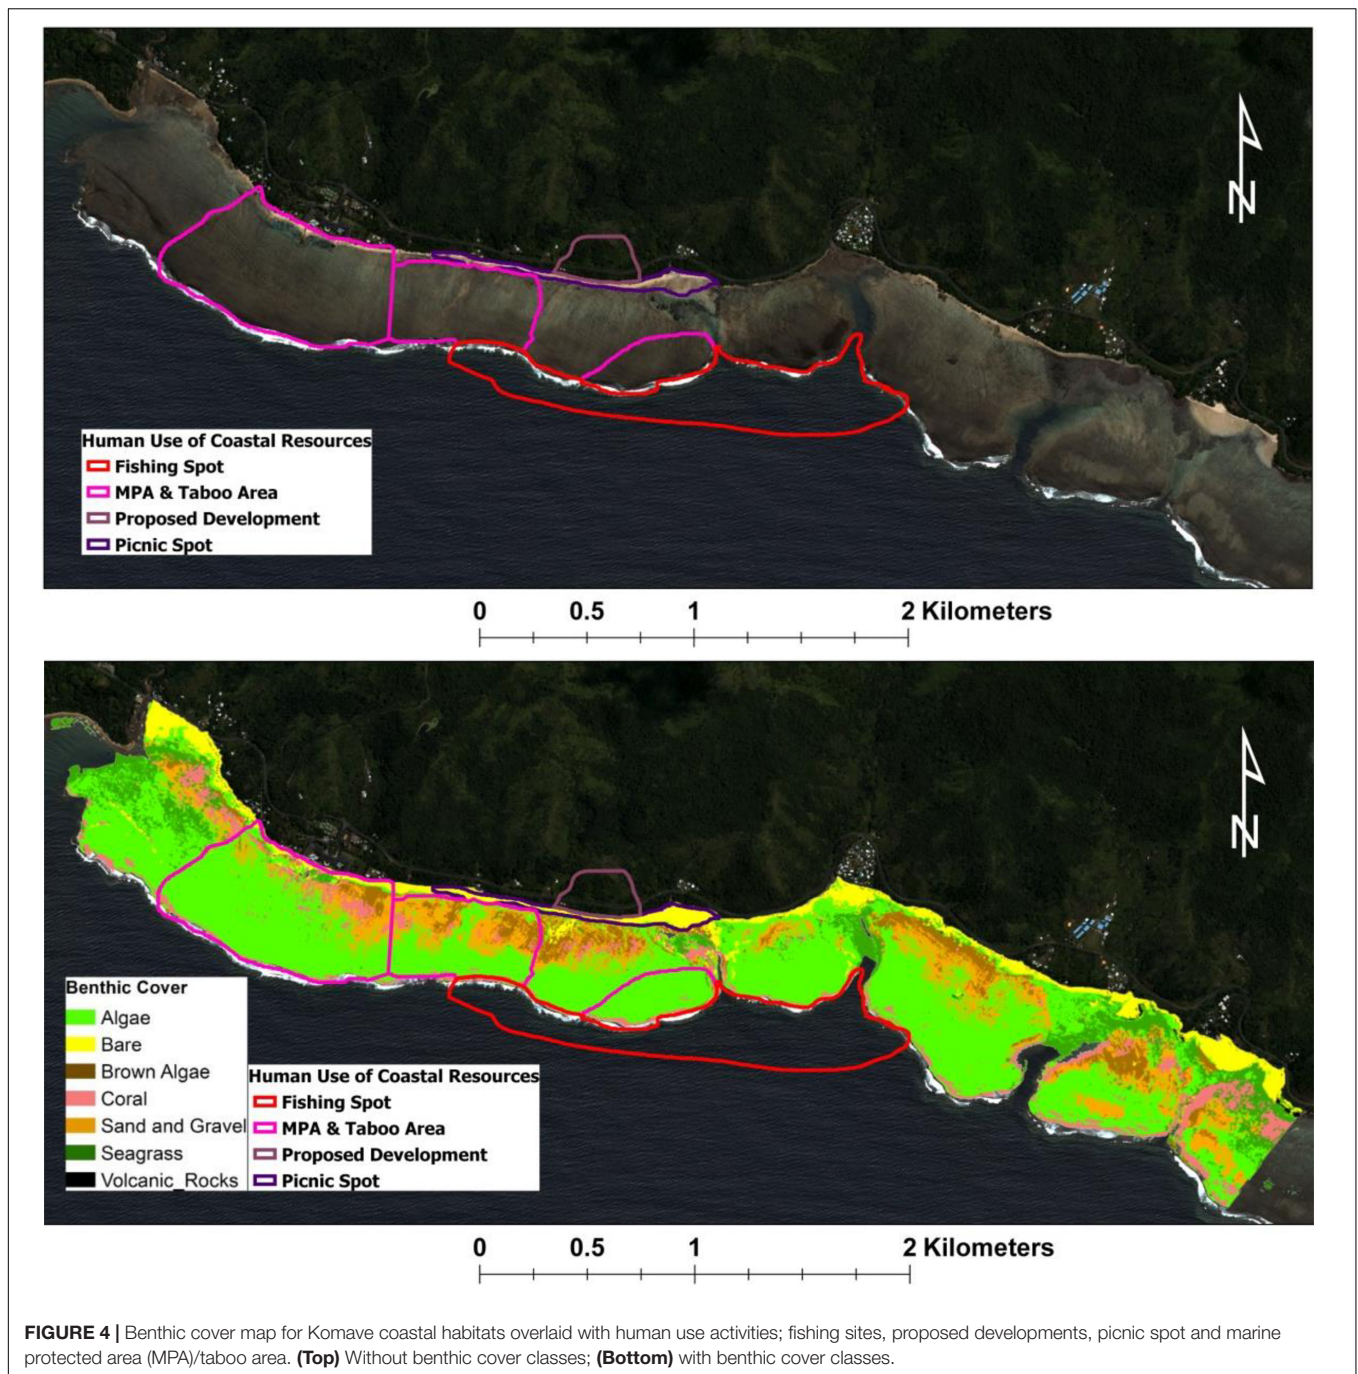 N
Human Use of Coastal Resources
Fishing Spot
MPA & Taboo Area
Proposed Development
Picnic Spot
0 0.5 1 2 Kilometers
N
Benthic Cover
Algae
Bare
Brown Algae
Coral
Sand and Gravel
Seagrass
Volcanic_Rocks
Human Use of Coastal Resources
Fishing Spot
MPA & Taboo Area
Proposed Development
Picnic Spot
0 0.5 1 2 Kilometers
FIGURE 4 | Benthic cover map for Komave coastal habitats overlaid with human use activities; fishing sites, proposed developments, picnic spot and marine
protected area (MPA)/taboo area. (Top) Without benthic cover classes; (Bottom) with benthic cover classes.